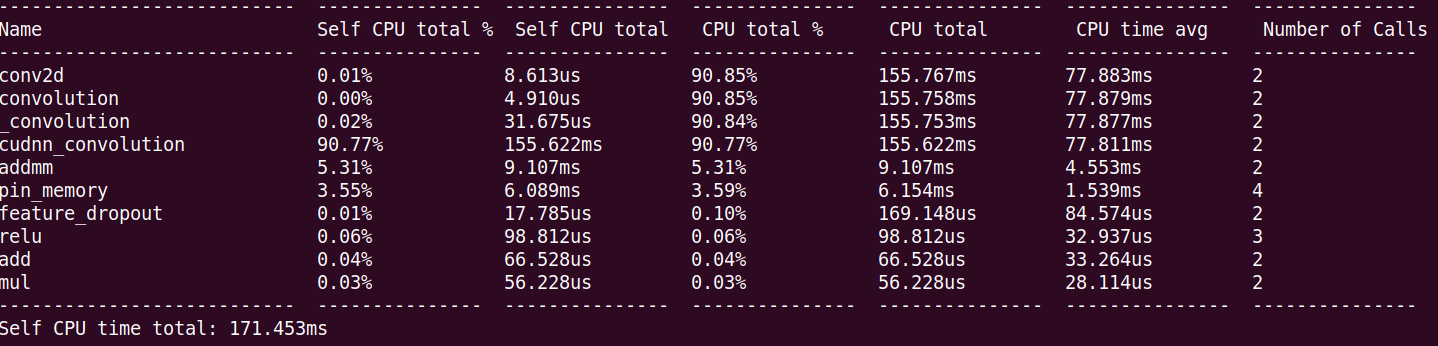 ---------------------------  ---------------  ---------------  ---------------  ---------------  ---------------  ---------------
Name                         Self CPU total %  Self CPU total   CPU total %      CPU total        CPU time avg     Number of Calls
---------------------------  ---------------  ---------------  ---------------  ---------------  ---------------  ---------------
conv2d                       0.01%            8.613us          90.85%           155.767ms        77.883ms         2
convolution                  0.00%            4.910us          90.85%           155.758ms        77.879ms         2
_convolution                 0.02%            31.675us         90.84%           155.753ms        77.877ms         2
cudnn_convolution            90.77%           155.622ms        90.77%           155.622ms        77.811ms         2
addmm                        5.31%            9.107ms          5.31%            9.107ms          4.553ms          2
pin_memory                   3.55%            6.089ms          3.59%            6.154ms          1.539ms          4
feature_dropout              0.01%            17.785us         0.10%            169.148us        84.574us         2
relu                         0.06%            98.812us         0.06%            98.812us         32.937us         3
add                          0.04%            66.528us         0.04%            66.528us         33.264us         2
mul                          0.03%            56.228us         0.03%            56.228us         28.114us         2
---------------------------  ---------------  ---------------  ---------------  ---------------  ---------------  ---------------
Self CPU time total: 171.453ms